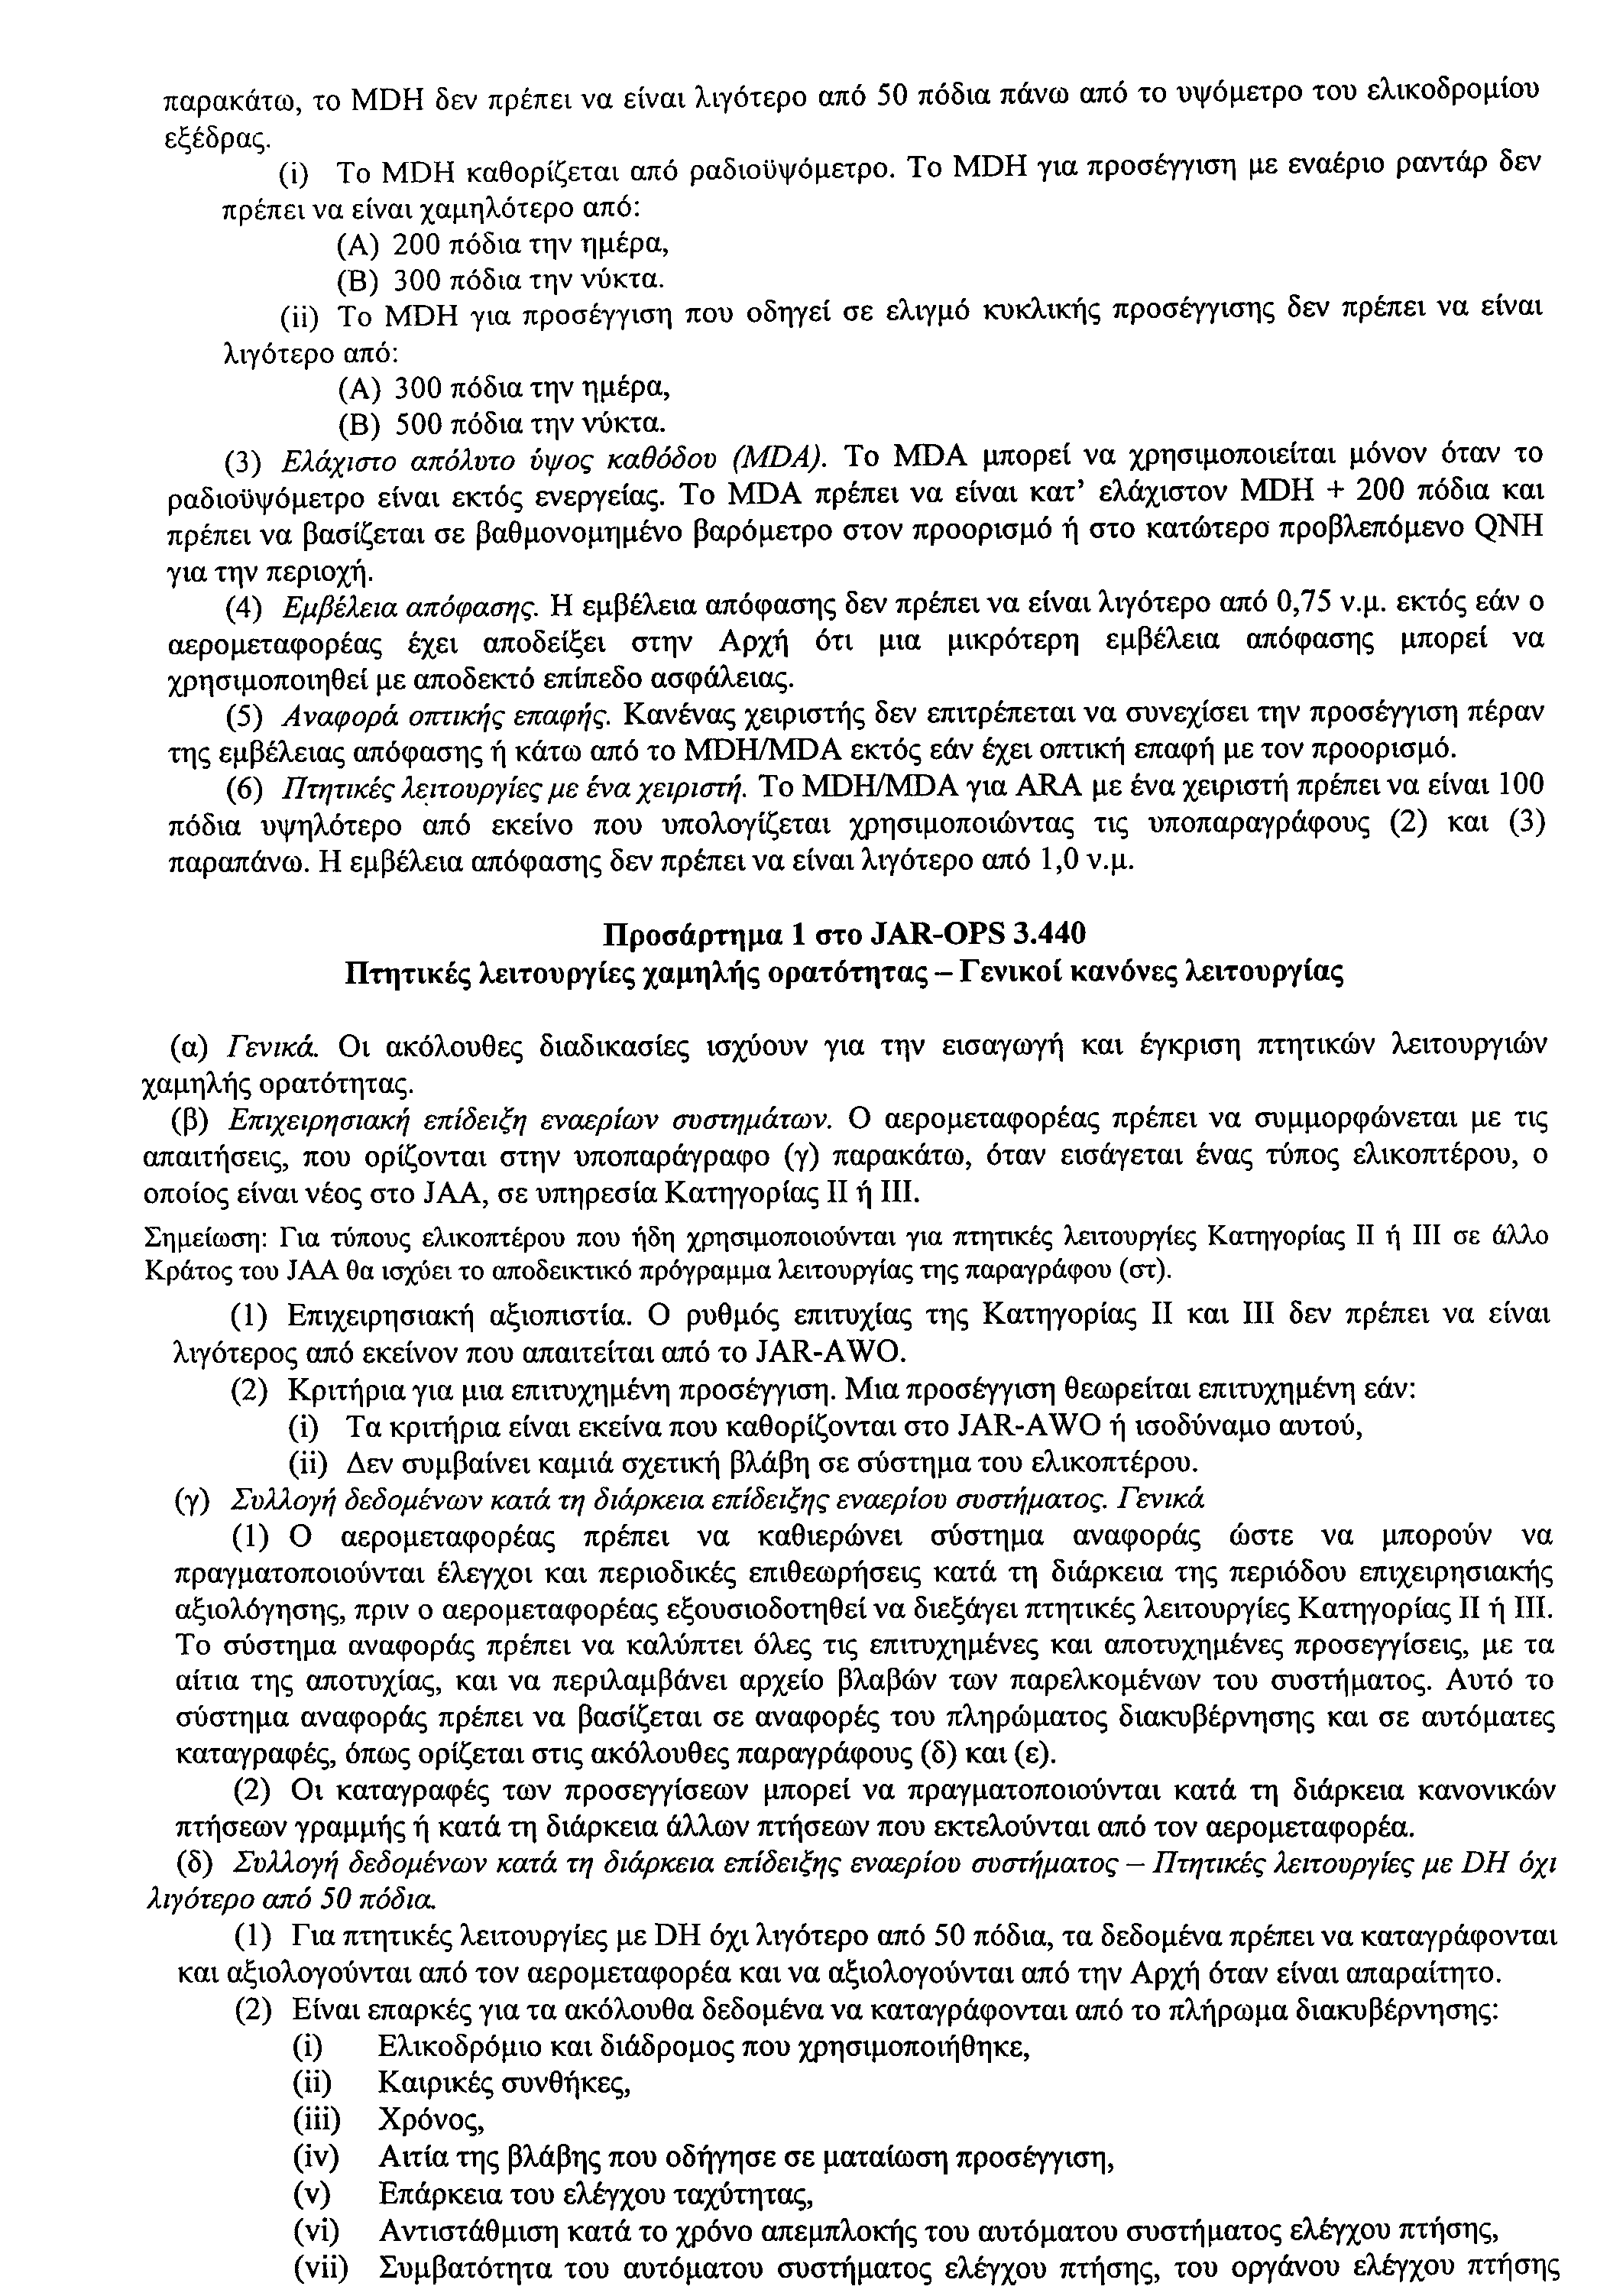 παρακάτω, το MDH δεν πρέπει να είναι λιγότερο από 50 πόδια πάνω από το υψόμετρο του ελικοδρομίου
εξέδρας.
(i) Το MDH καθορίζεται από ραδιοϋψόμετρο. Το MDH για προσέγγιση με εναέριο ραντάρ δεν
πρέπει να είναι χαμηλότερο από:
(Α) 200 πόδια την ημέρα,
(Β) 300 πόδια την νύκτα.
(ii) Το MDH για προσέγγιση που οδηγεί σε ελιγμό κυκλικής προσέγγισης δεν πρέπει να είναι
λιγότερο από:
(Α) 300 πόδια την ημέρα,
(Β) 500 πόδια την νύκτα.
(3) Ελάχιστο απόλυτο ύψος καθόδου (MDA). Το MDA μπορεί να χρησιμοποιείται μόνον όταν το
ραδιοϋψόμετρο είναι εκτός ενεργείας. Το MDA πρέπει να είναι κατ’ ελάχιστον MDH + 200 πόδια και
πρέπει να βασίζεται σε βαθμονομημένο βαρόμετρο στον προορισμό ή στο κατώτερο προβλεπόμενο QNH
για την περιοχή.
(4) Εμβέλεια απόφασης. Η εμβέλεια απόφασης δεν πρέπει να είναι λιγότερο από 0,75 ν.μ. εκτός εάν ο
αερομεταφορέας έχει αποδείξει στην Αρχή ότι μια μικρότερη εμβέλεια απόφασης μπορεί να
χρησιμοποιηθεί με αποδεκτό επίπεδο ασφάλειας.
(5) Αναφορά οπτικής επαφής. Κανένας χειριστής δεν επιτρέπεται να συνεχίσει την προσέγγιση πέραν
της εμβέλειας απόφασης ή κάτω από το MDH/MDA εκτός εάν έχει οπτική επαφή με τον προορισμό.
(6) Πτητικές λειτουργίες με ένα χειριστή. Το MDH/MDA για ARA με ένα χειριστή πρέπει να είναι 100
πόδια υψηλότερο από εκείνο που υπολογίζεται χρησιμοποιώντας τις υποπαραγράφους (2) και (3)
παραπάνω. Η εμβέλεια απόφασης δεν πρέπει να είναι λιγότερο από 1,0 ν.μ.
Προσάρτημα 1 στο JAR-OPS 3.440
Πτητικές λειτουργίες χαμηλής ορατότητας – Γενικοί κανόνες λειτουργίας
(α) Γενικά. Οι ακόλουθες διαδικασίες ισχύουν για την εισαγωγή και έγκριση πτητικών λειτουργιών
χαμηλής ορατότητας.
(β) Επιχειρησιακή επίδειξη εναερίων συστημάτων. Ο αερομεταφορέας πρέπει να συμμορφώνεται με τις
απαιτήσεις, που ορίζονται στην υποπαράγραφο (γ) παρακάτω, όταν εισάγεται ένας τύπος ελικοπτέρου, ο
οποίος είναι νέος στο JAA, σε υπηρεσία Κατηγορίας II ή III.
Σημείωση: Για τύπους ελικοπτέρου που ήδη χρησιμοποιούνται για πτητικές λειτουργίες Κατηγορίας II ή III σε άλλο
Κράτος του JAA θα ισχύει το αποδεικτικό πρόγραμμα λειτουργίας της παραγράφου (στ).
(1) Επιχειρησιακή αξιοπιστία. Ο ρυθμός επιτυχίας της Κατηγορίας II και III δεν πρέπει να είναι
λιγότερος από εκείνον που απαιτείται από το JAR-AWO.
(2) Κριτήρια για μια επιτυχημένη προσέγγιση. Μια προσέγγιση θεωρείται επιτυχημένη εάν:
(i) Τα κριτήρια είναι εκείνα που καθορίζονται στο JAR-AWO ή ισοδύναμο αυτού,
(ii) Δεν συμβαίνει καμιά σχετική βλάβη σε σύστημα του ελικοπτέρου.
(γ) Συλλογή δεδομένων κατά τη διάρκεια επίδειξης εναερίου συστήματος. Γενικά
(1) Ο αερομεταφορέας πρέπει να καθιερώνει σύστημα αναφοράς ώστε να μπορούν να
πραγματοποιούνται έλεγχοι και περιοδικές επιθεωρήσεις κατά τη διάρκεια της περιόδου επιχειρησιακής
αξιολόγησης, πριν ο αερομεταφορέας εξουσιοδοτηθεί να διεξάγει πτητικές λειτουργίες Κατηγορίας II ή III.
Το σύστημα αναφοράς πρέπει να καλύπτει όλες τις επιτυχημένες και αποτυχημένες προσεγγίσεις, με τα
αίτια της αποτυχίας, και να περιλαμβάνει αρχείο βλαβών των παρελκομένων του συστήματος. Αυτό το
σύστημα αναφοράς πρέπει να βασίζεται σε αναφορές του πληρώματος διακυβέρνησης και σε αυτόματες
καταγραφές, όπως ορίζεται στις ακόλουθες παραγράφους (δ) και (ε).
(2) Οι καταγραφές των προσεγγίσεων μπορεί να πραγματοποιούνται κατά τη διάρκεια κανονικών
πτήσεων γραμμής ή κατά τη διάρκεια άλλων πτήσεων που εκτελούνται από τον αερομεταφορέα.
(δ) Συλλογή δεδομένων κατά τη διάρκεια επίδειξης εναερίου συστήματος – Πτητικές λειτουργίες με DH όχι
λιγότερο από 50 πόδια.
(1) Για πτητικές λειτουργίες με DH όχι λιγότερο από 50 πόδια, τα δεδομένα πρέπει να καταγράφονται
και αξιολογούνται από τον αερομεταφορέα και να αξιολογούνται από την Αρχή όταν είναι απαραίτητο.
(2) Είναι επαρκές για τα ακόλουθα δεδομένα να καταγράφονται από το πλήρωμα διακυβέρνησης:
(i) Ελικοδρόμιο και διάδρομος που χρησιμοποιήθηκε,
(ii) Καιρικές συνθήκες,
(iii) Χρόνος,
(iv) Αιτία της βλάβης που οδήγησε σε ματαίωση προσέγγιση,
(v) Επάρκεια του ελέγχου ταχύτητας,
(vi) Αντιστάθμιση κατά το χρόνο απεμπλοκής του αυτόματου συστήματος ελέγχου πτήσης,
(vii) Συμβατότητα του αυτόματου συστήματος ελέγχου πτήσης, του οργάνου ελέγχου πτήσης